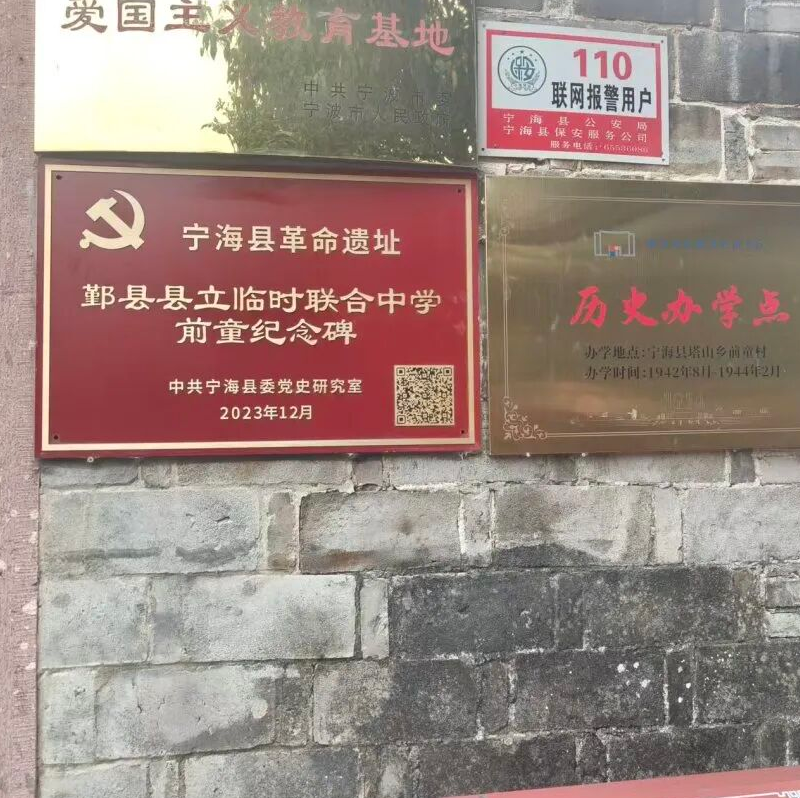 爱国主义教育基地
中共宁波市委
宁波市人民政府
110
联网报警用户
宁海县公安局
宁海县保安服务公司
服务电话：65536086
宁海县革命遗址
鄞县县立临时联合中学
前童纪念碑
中共宁海县委党史研究室
2023年12月
历史办学点
办学地点：宁海县塔山乡前童村
办学时间：1942年8月-1944年2月